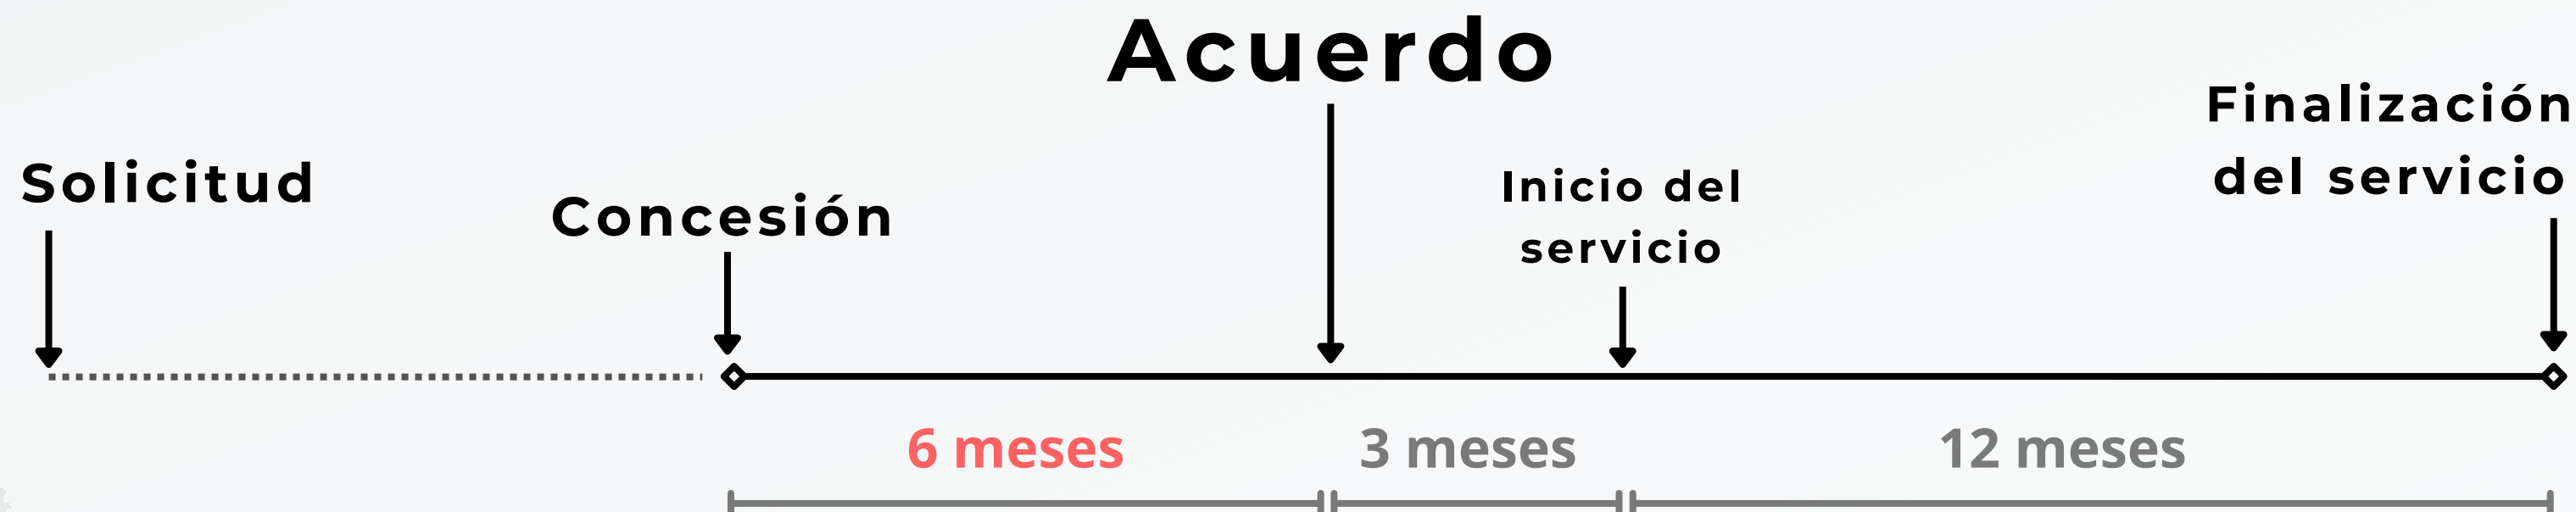 Acuerdo
Solicitud
Concesión
Inicio del
servicio
Finalización
del servicio
6 meses
3 meses
12 meses